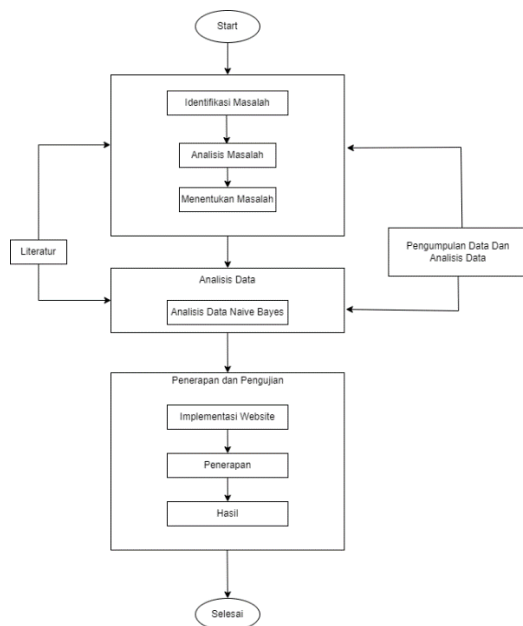 Start
Identifikasi Masalah
Analisis Masalah
Menentukan Masalah
Literatur
Pengumpulan Data Dan
Analisis Data
Analisis Data
Analisis Data Naive Bayes
Penerapan dan Pengujian
Implementasi Website
Penerapan
Hasil
Selesai